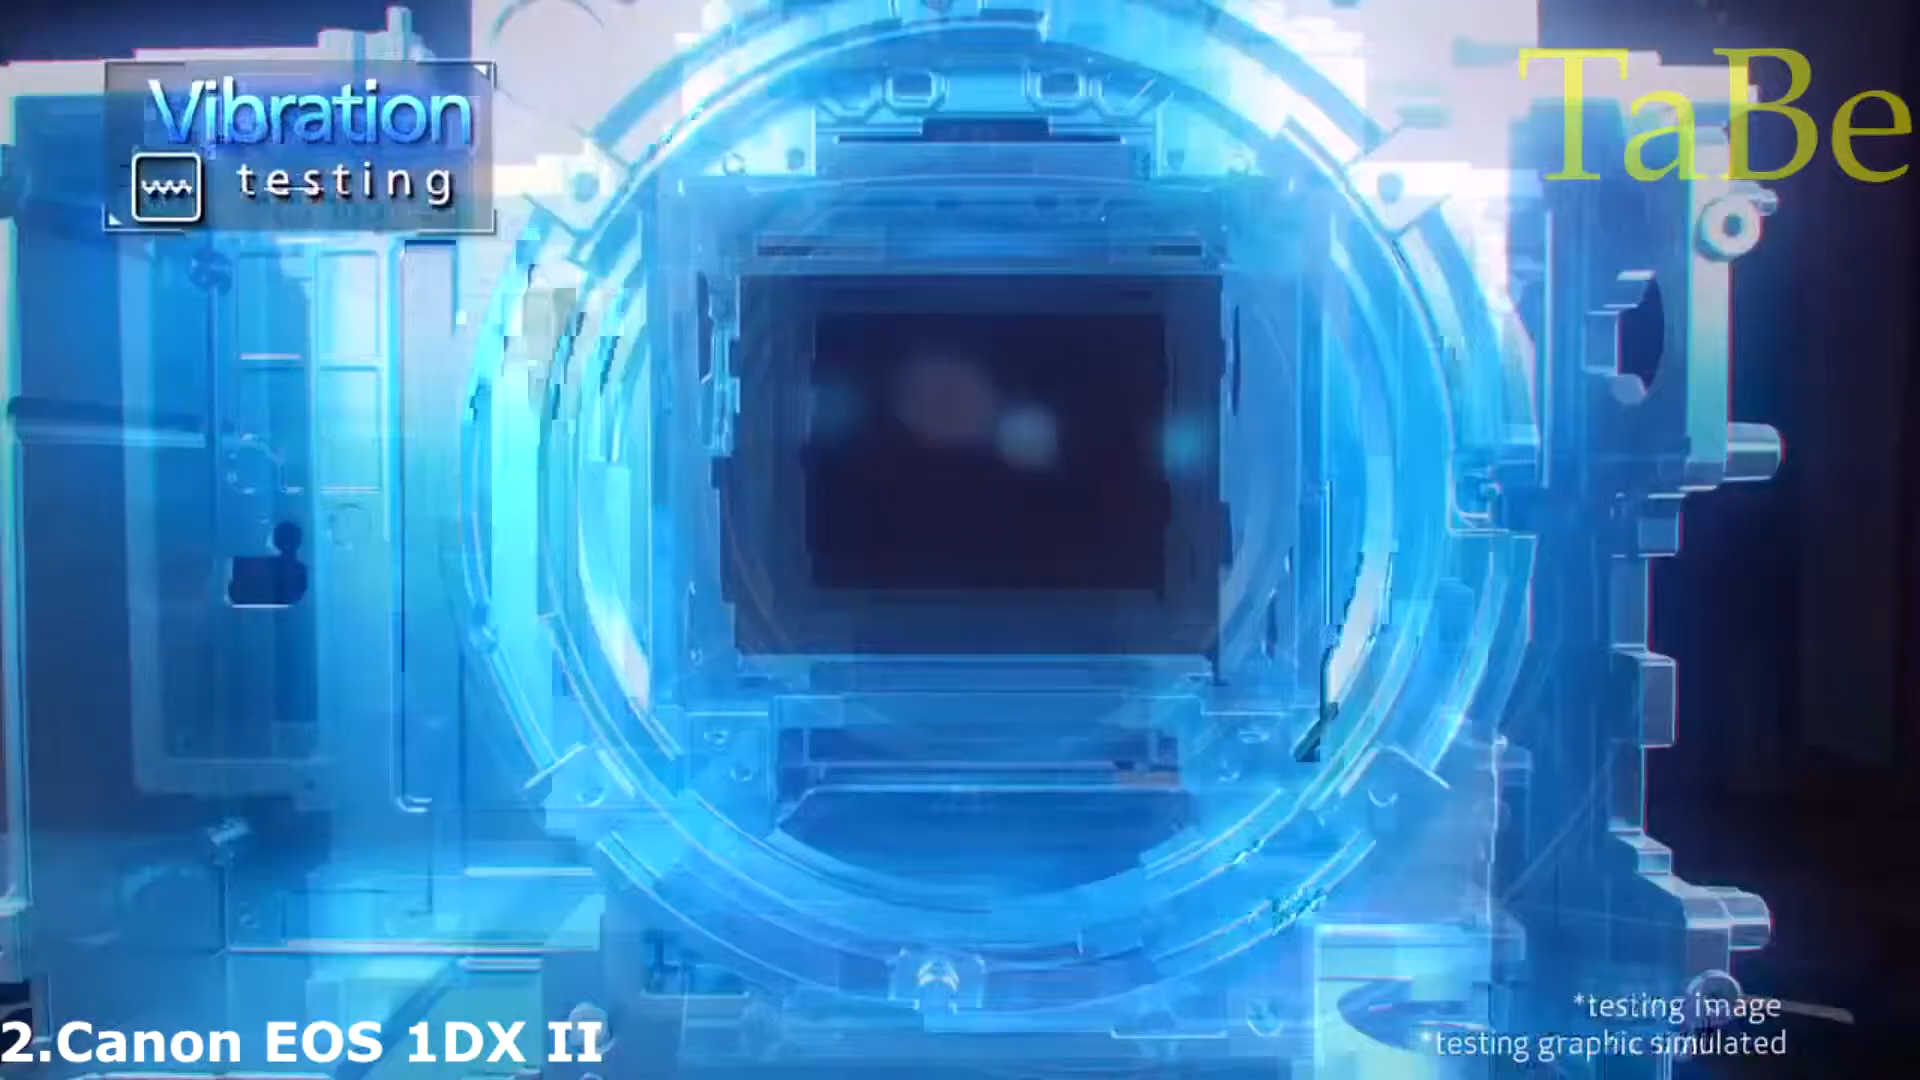 Vibration
testing
TaBe
*testing image
*testing graphic simulated
2.Canon EOS 1DX II